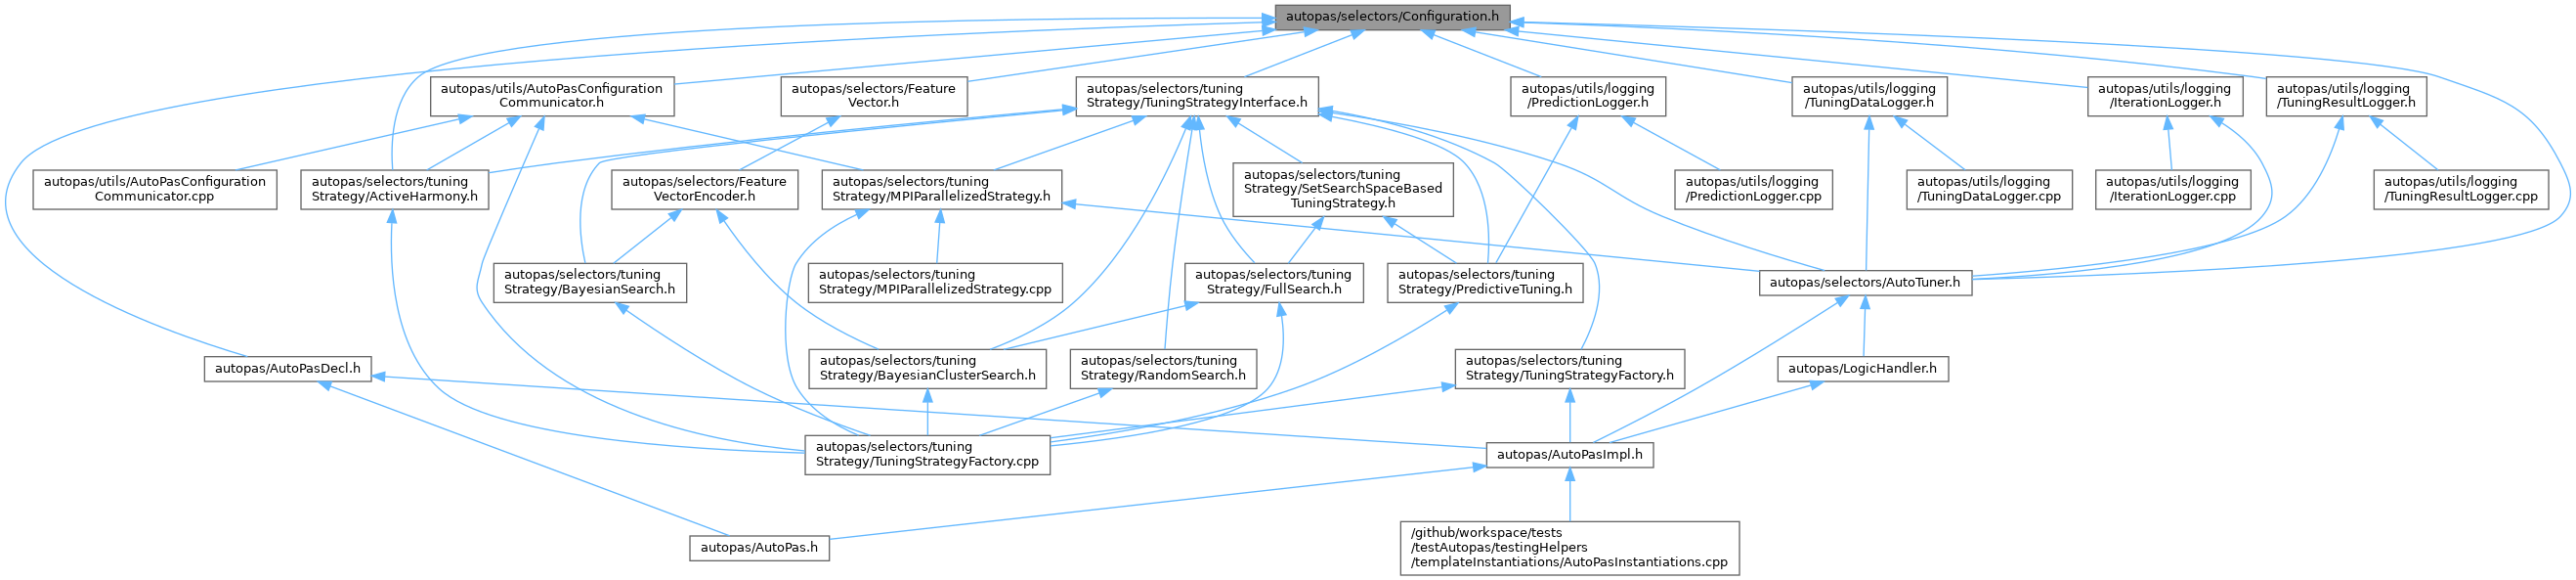 autopas/selectors/Configuration.h
autopas/utils/AutoPasConfiguration
Communicator.h
autopas/selectors/Feature
Vector.h
autopas/selectors/tuning
Strategy/TuningStrategyInterface.h
autopas/utils/logging
/PredictionLogger.h
autopas/utils/logging
/TuningDataLogger.h
autopas/utils/logging
/IterationLogger.h
autopas/utils/logging
/TuningResultLogger.h
autopas/utils/AutoPasConfiguration
Communicator.cpp
autopas/selectors/tuning
Strategy/ActiveHarmony.h
autopas/selectors/Feature
VectorEncoder.h
autopas/selectors/tuning
Strategy/MPIParallelizedStrategy.h
autopas/selectors/tuning
Strategy/SetSearchSpaceBased
TuningStrategy.h
autopas/utils/logging
/PredictionLogger.cpp
autopas/utils/logging
/TuningDataLogger.cpp
autopas/utils/logging
/IterationLogger.cpp
autopas/utils/logging
/TuningResultLogger.cpp
autopas/selectors/tuning
Strategy/BayesianSearch.h
autopas/selectors/tuning
Strategy/MPIParallelizedStrategy.cpp
autopas/selectors/tuning
Strategy/FullSearch.h
autopas/selectors/tuning
Strategy/PredictiveTuning.h
autopas/selectors/AutoTuner.h
autopas/AutoPasDecl.h
autopas/selectors/tuning
Strategy/BayesianClusterSearch.h
autopas/selectors/tuning
Strategy/RandomSearch.h
autopas/selectors/tuning
Strategy/TuningStrategyFactory.h
autopas/LogicHandler.h
autopas/selectors/tuning
Strategy/TuningStrategyFactory.cpp
autopas/AutoPasImpl.h
autopas/AutoPas.h
/github/workspace/tests
/testAutopas/testingHelpers
/templateInstantiations/AutoPasInstantiations.cpp